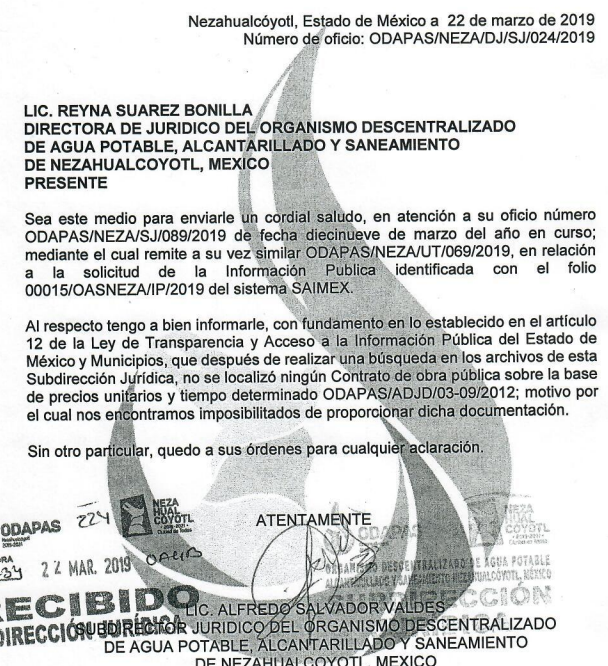 Nezahualcóyotl, Estado de México a 22 de marzo de 2019
Número de oficio: ODAPAS/NEZA/DJ/SJ/024/2019
LIC. REYNA SUAREZ BONILLA
DIRECTORA DE JURIDICO DEL ORGANISMO DESCENTRALIZADO
DE AGUA POTABLE, ALCANTARILLADO Y SANEAMIENTO
DE NEZAHUALCOYOTL, MEXICO
PRESENTE
Sea este medio para enviarle un cordial saludo, en atención a su oficio número
ODAPAS/NEZA/SJ/089/2019 de fecha diecinueve de marzo del año en curso;
mediante el cual remite a su vez similar ODAPAS/NEZA/UT/069/2019, en relación
a la solicitud de la Información Publica identificada con el folio
00015/OASNEZA/IP/2019 del sistema SAIMEX.
Al respecto tengo a bien informarle, con fundamento en lo establecido en el artículo
12 de la Ley de Transparencia y Acceso a la Información Pública del Estado de
México y Municipios, que después de realizar una búsqueda en los archivos de esta
Subdirección Jurídica, no se localizó ningún Contrato de obra pública sobre la base
de precios unitarios y tiempo determinado ODAPAS/ADJD/03-09/2012; motivo por
el cual nos encontramos imposibilitados de proporcionar dicha documentación.
Sin otro particular, quedo a sus órdenes para cualquier aclaración.
ATENTAMENTE
ODAPAS 224 NEZA HUAL COYOTL
22 MAR. 2019
RECIBIDO
DIRECCIÓN JURÍDICA
ODAPAS NEZA HUAL COYOTL
ORGANISMO DESCENTRALIZADO DE AGUA POTABLE
ALCANTARILLADO Y SANEAMIENTO NEZAHUALCOYOTL, MEXICO
LIC. ALFREDO SALVADOR VALDES
SUBDIRECTOR JURIDICO DEL ORGANISMO DESCENTRALIZADO
DE AGUA POTABLE, ALCANTARILLADO Y SANEAMIENTO
DE NEZAHUALCOYOTL, MEXICO